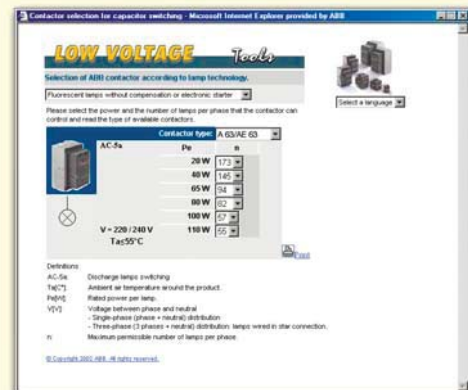 Contactor selection for capacitor switching - Microsoft Internet Explorer provided by ABB
LOW VOLTAGE Tools
Selection of ABB contactor according to lamp technology.
Fluorescent lamps without compensation or electronic starter
Select a language
Please select the power and the number of lamps per phase that the contactor can
control and read the type of available contactors.
Contactor type: A 63/AE 63
AC-5a Pe n
20 W 173
40 W 145
65 W 94
80 W 82
100 W 57
V = 220 / 240 V 110 W 55
Ta≤55°C
Print
Definitions
AC-5a: Discharge lamps switching
Ta[C°]: Ambient air temperature around the product.
Pe[W]: Rated power per lamp.
V[V]: Voltage between phase and neutral
- Single-phase (phase + neutral) distribution
- Three-phase (3 phases + neutral) distribution: lamps wired in star connection.
n: Maximum permissible number of lamps per phase
© Copyright 2002 ABB. All rights reserved.